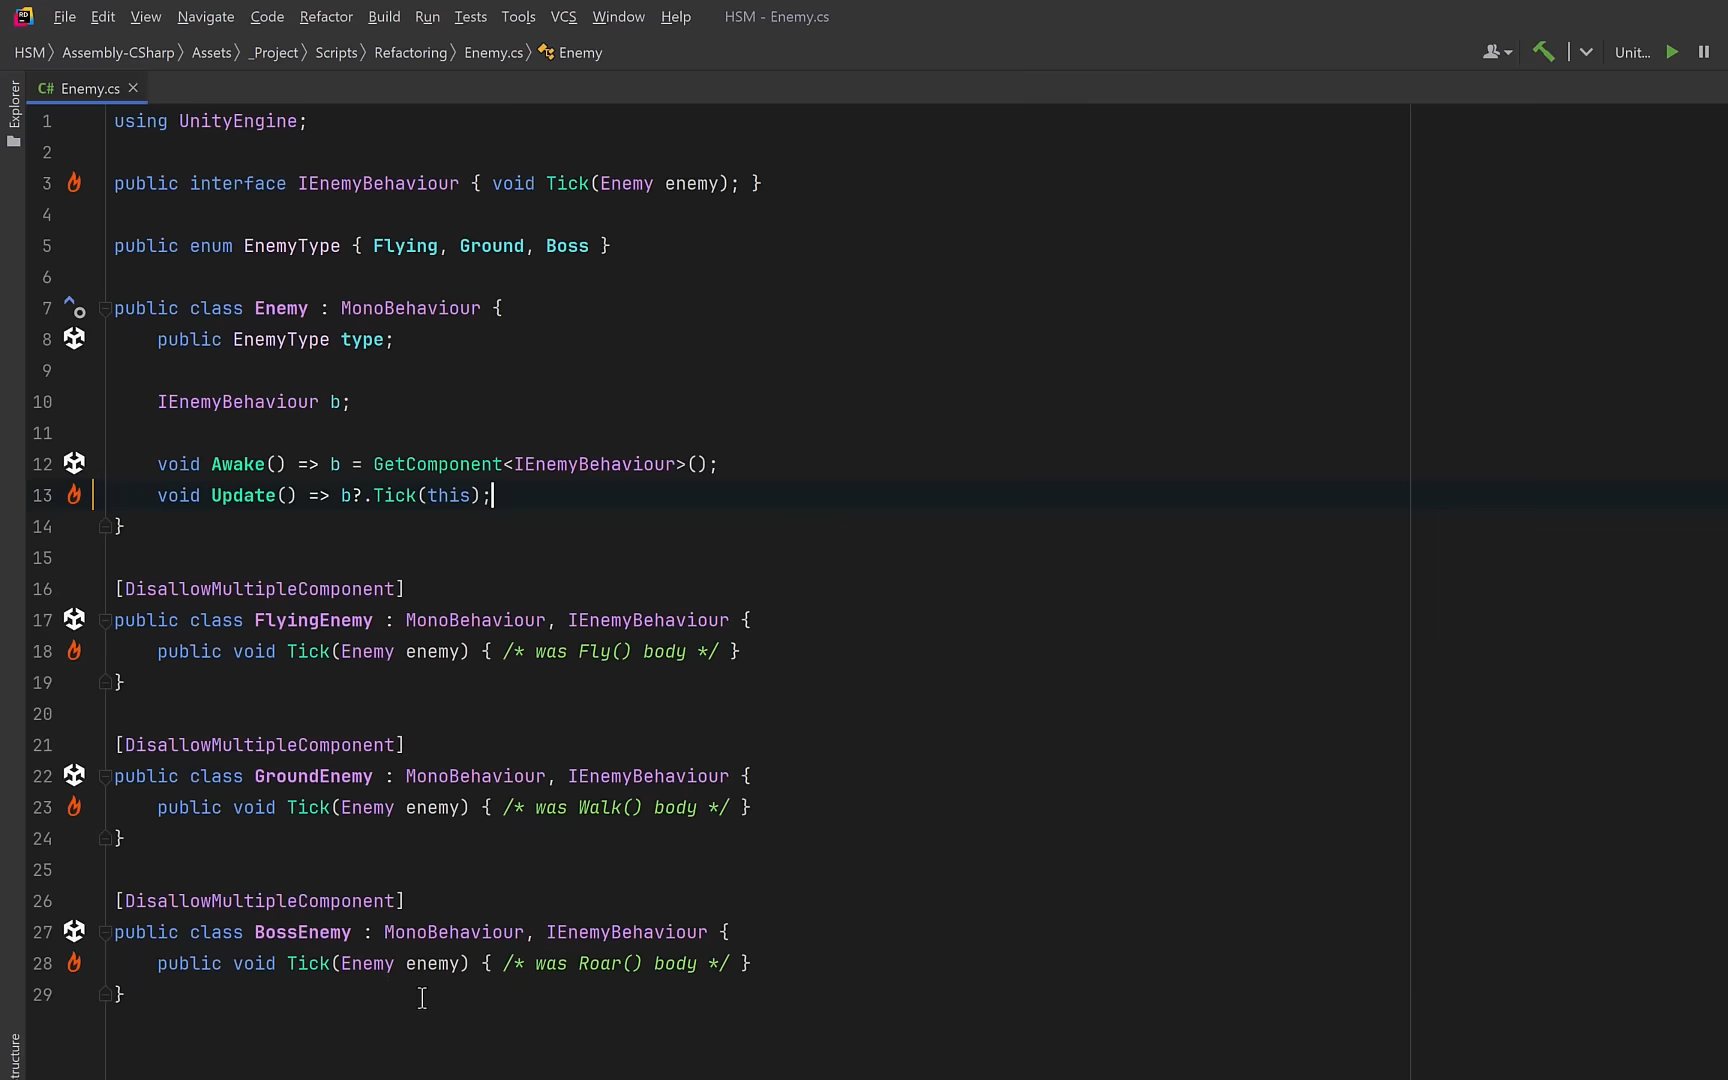 File Edit View Navigate Code Refactor Build Run Tests Tools VCS Window Help HSM - Enemy.cs
HSM Assembly-CSharp Assets _Project Scripts Refactoring Enemy.cs Enemy Unit...
Explorer
C# Enemy.cs
1 using UnityEngine;
2
3 public interface IEnemyBehaviour { void Tick(Enemy enemy); }
4
5 public enum EnemyType { Flying, Ground, Boss }
6
7 public class Enemy : MonoBehaviour {
8 public EnemyType type;
9
10 IEnemyBehaviour b;
11
12 void Awake() => b = GetComponent<IEnemyBehaviour>();
13 void Update() => b?.Tick(this);
14 }
15
16 [DisallowMultipleComponent]
17 public class FlyingEnemy : MonoBehaviour, IEnemyBehaviour {
18 public void Tick(Enemy enemy) { /* was Fly() body */ }
19 }
20
21 [DisallowMultipleComponent]
22 public class GroundEnemy : MonoBehaviour, IEnemyBehaviour {
23 public void Tick(Enemy enemy) { /* was Walk() body */ }
24 }
25
26 [DisallowMultipleComponent]
27 public class BossEnemy : MonoBehaviour, IEnemyBehaviour {
28 public void Tick(Enemy enemy) { /* was Roar() body */ }
29 }